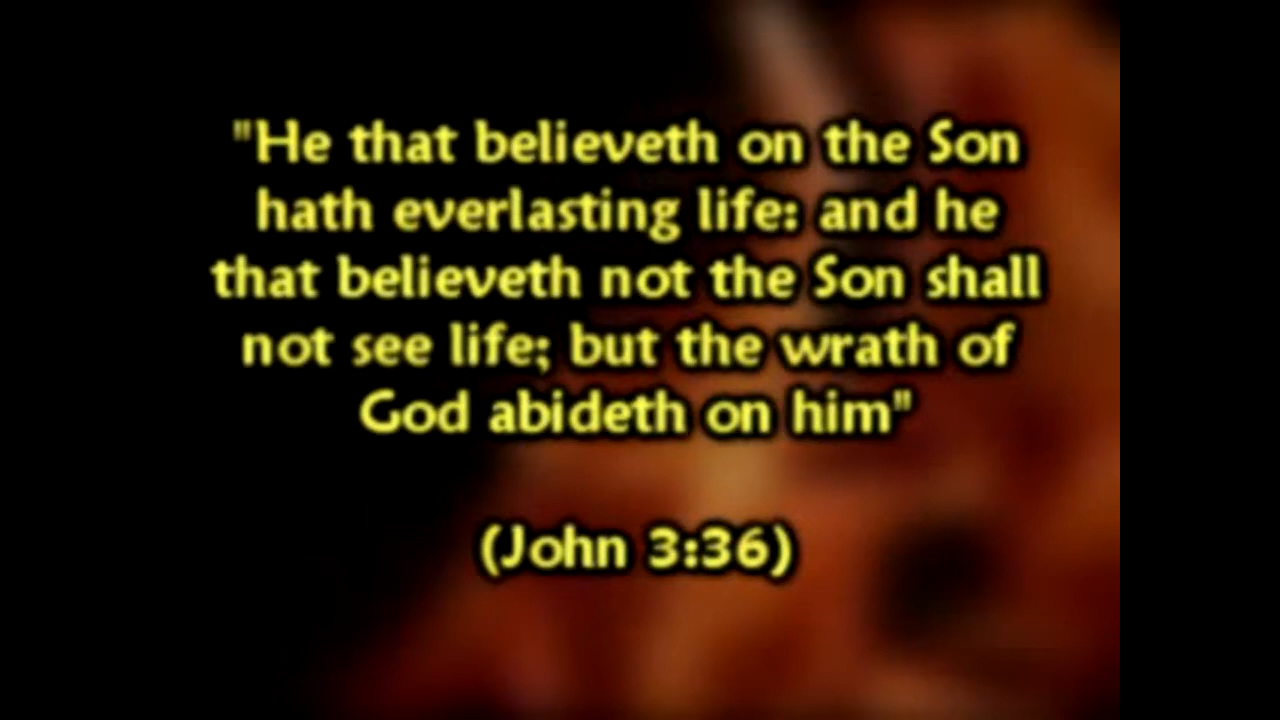 "He that believeth on the Son
hath everlasting life: and he
that believeth not the Son shall
not see life; but the wrath of
God abideth on him"
(John 3:36)